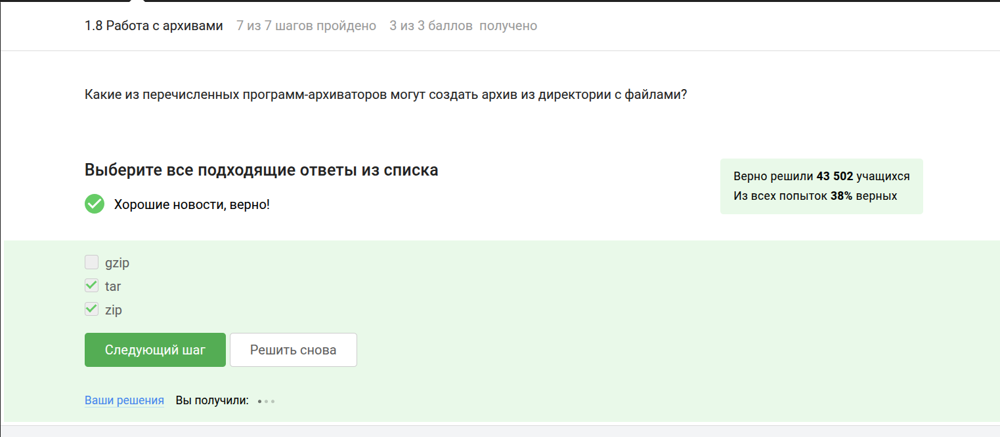 1.8 Работа с архивами 7 из 7 шагов пройдено 3 из 3 баллов получено
Какие из перечисленных программ-архиваторов могут создать архив из директории с файлами?
Выберите все подходящие ответы из списка
Верно решили 43 502 учащихся
Из всех попыток 38% верных
Хорошие новости, верно!
gzip
tar
zip
Следующий шаг Решить снова
Ваши решения Вы получили: